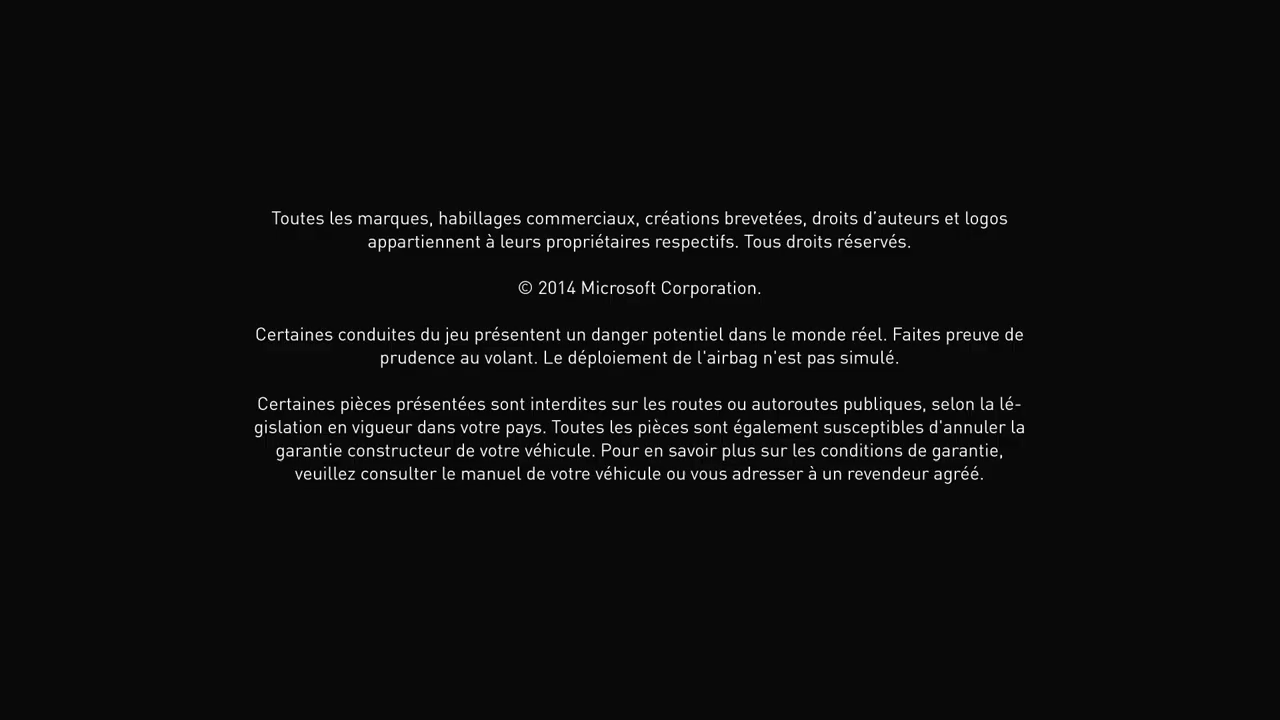 Toutes les marques, habillages commerciaux, créations brevetées, droits d’auteurs et logos
appartiennent à leurs propriétaires respectifs. Tous droits réservés.
© 2014 Microsoft Corporation.
Certaines conduites du jeu présentent un danger potentiel dans le monde réel. Faites preuve de
prudence au volant. Le déploiement de l'airbag n'est pas simulé.
Certaines pièces présentées sont interdites sur les routes ou autoroutes publiques, selon la lé-
gislation en vigueur dans votre pays. Toutes les pièces sont également susceptibles d'annuler la
garantie constructeur de votre véhicule. Pour en savoir plus sur les conditions de garantie,
veuillez consulter le manuel de votre véhicule ou vous adresser à un revendeur agréé.